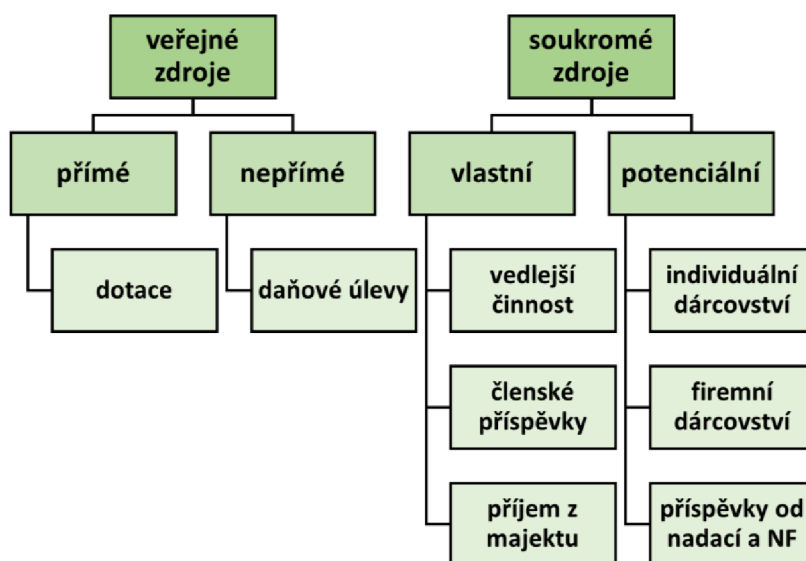 veřejné
zdroje
soukromé
zdroje
přímé
nepřímé
vlastní
potenciální
dotace
daňové úlevy
vedlejší
činnost
individuální
dárcovství
členské
příspěvky
firemní
dárcovství
příjem z
majektu
příspěvky od
nadací a NF